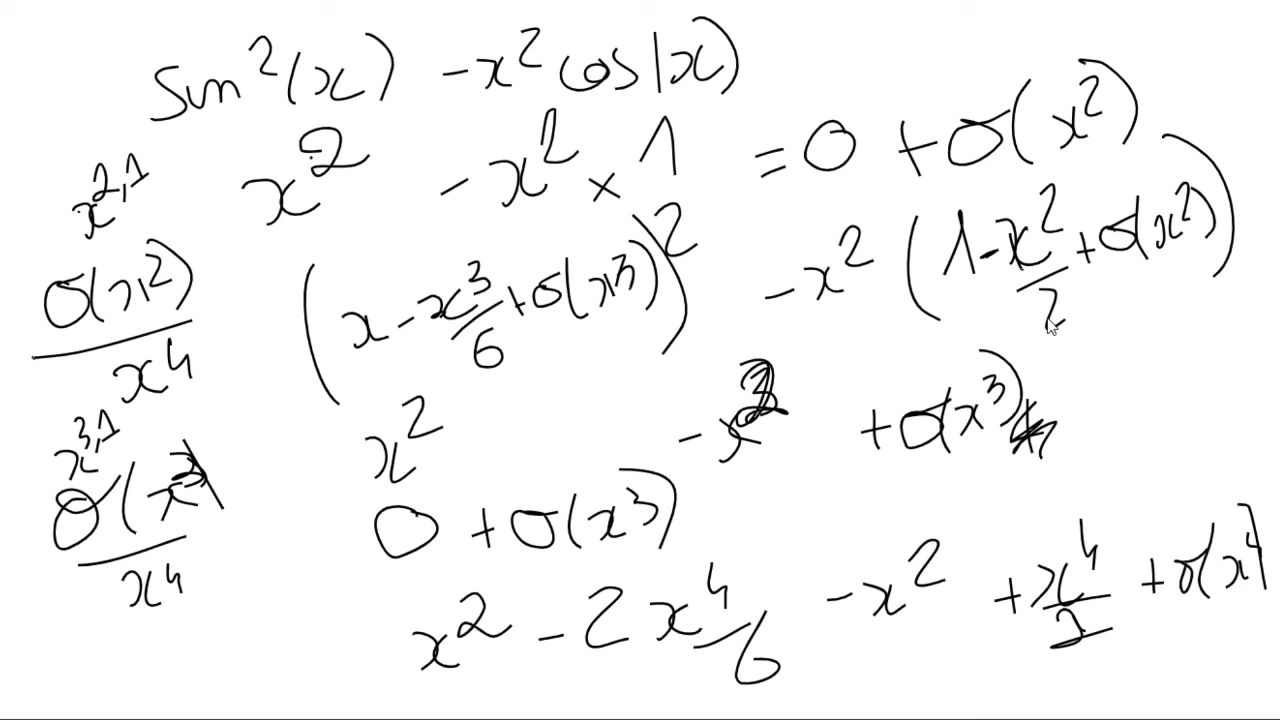 sin²(x) -x² cos(x)
x² -x² × 1 = 0 + o(x²)
x^2,1
o(x²)/x⁴
(x - x³/6 + o(x³))² -x² (1 - x²/2 + o(x²))
x² -x² + o(x³)
x^3,1
o(x³)/x⁴
0 + o(x³)
x² - 2x⁴/6 -x² + x⁴/2 + o(x⁴)